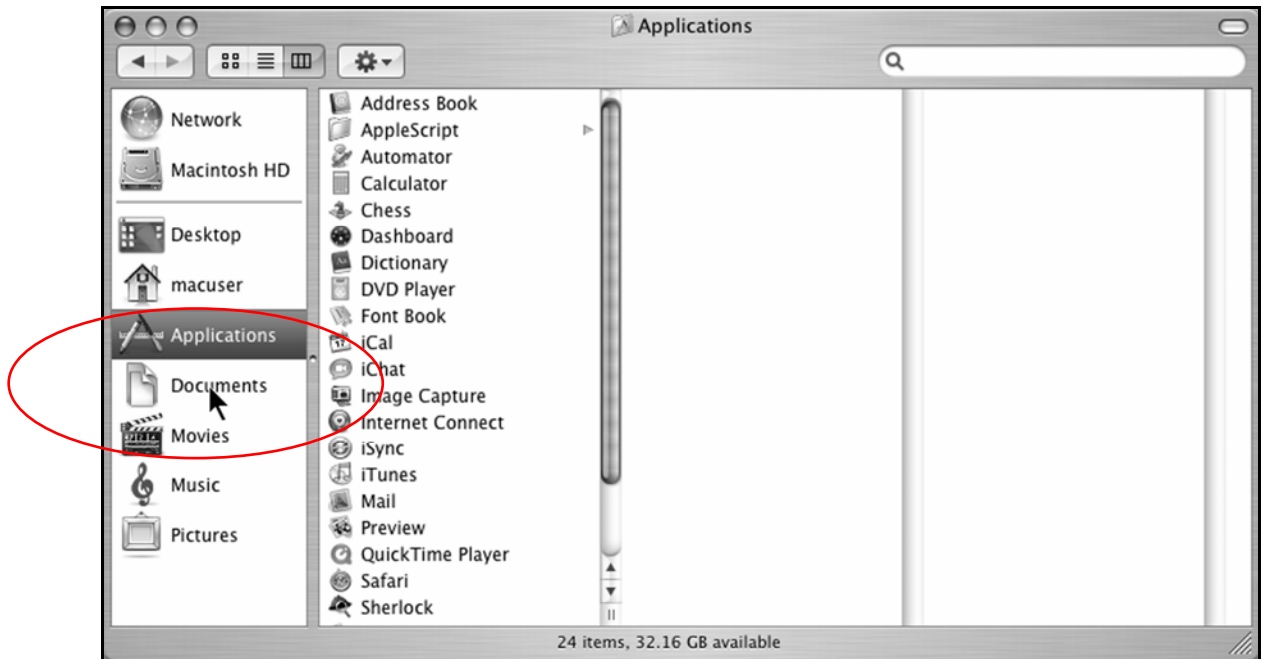 Applications
Network
Macintosh HD
Desktop
macuser
Applications
Documents
Movies
Music
Pictures
Address Book
AppleScript
Automator
Calculator
Chess
Dashboard
Dictionary
DVD Player
Font Book
iCal
iChat
Image Capture
Internet Connect
iSync
iTunes
Mail
Preview
QuickTime Player
Safari
Sherlock
24 items, 32.16 GB available